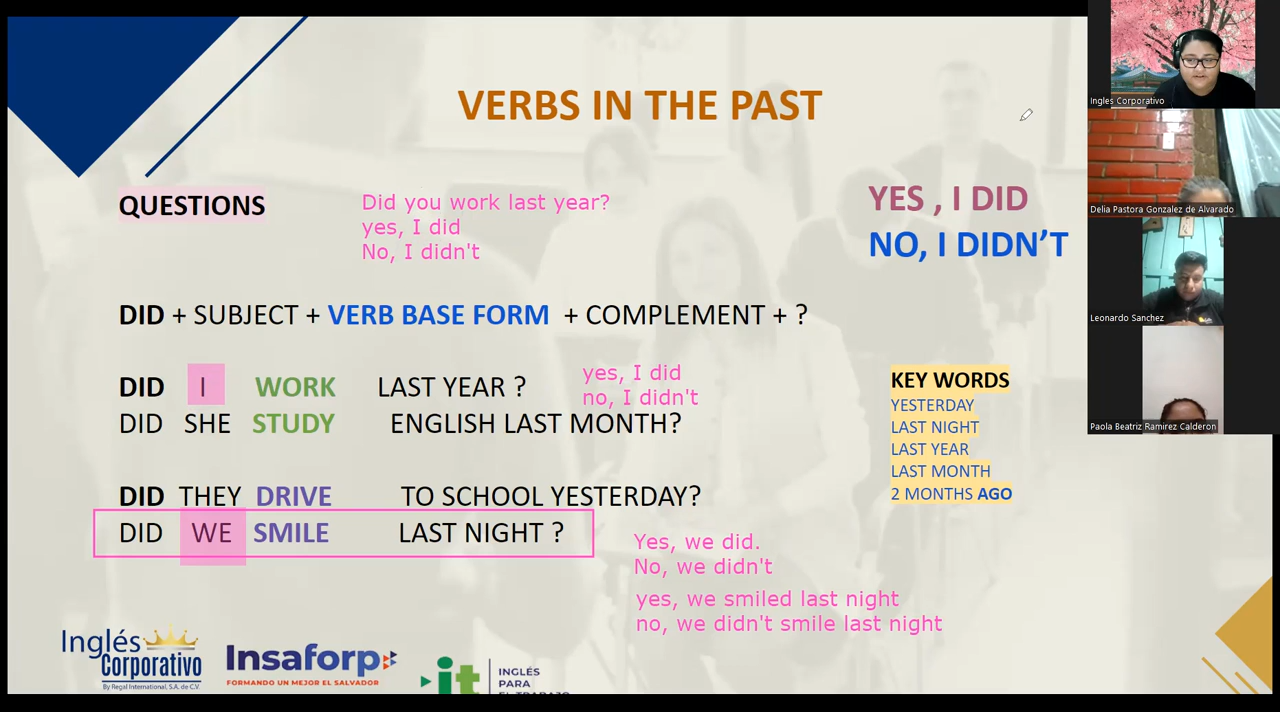 VERBS IN THE PAST
QUESTIONS
Did you work last year?
yes, I did
No, I didn't
YES , I DID
NO, I DIDN’T
DID + SUBJECT + VERB BASE FORM + COMPLEMENT + ?
DID I WORK LAST YEAR ?
yes, I did
no, I didn't
DID SHE STUDY ENGLISH LAST MONTH?
DID THEY DRIVE TO SCHOOL YESTERDAY?
DID WE SMILE LAST NIGHT ?
Yes, we did.
No, we didn't
yes, we smiled last night
no, we didn't smile last night
KEY WORDS
YESTERDAY
LAST NIGHT
LAST YEAR
LAST MONTH
2 MONTHS AGO
Inglés
Corporativo
By Regal International, S.A. de C.V.
Insaforp
FORMANDO UN MEJOR EL SALVADOR
it
INGLÉS
PARA
EL TRABAJO
Ingles Corporativo
Delia Pastora Gonzalez de Alvarado
Leonardo Sanchez
Paola Beatriz Ramirez Calderon